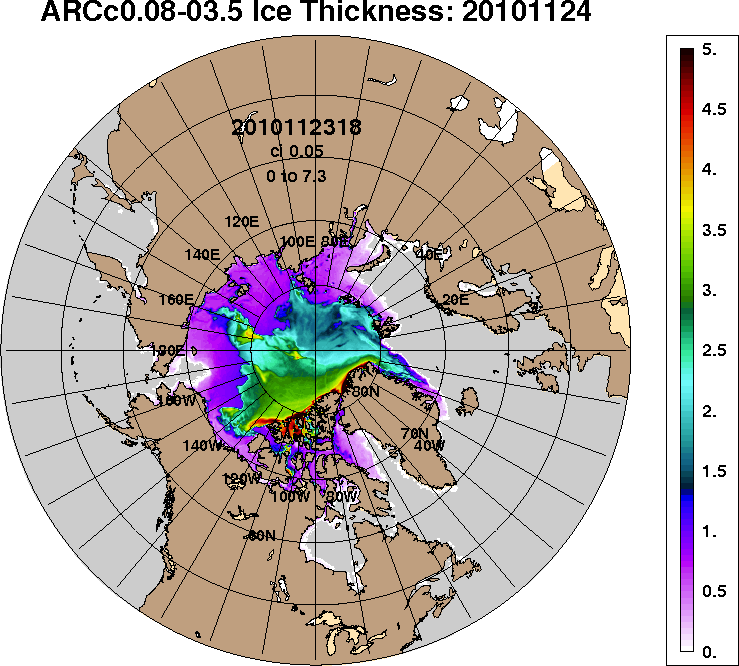 ARCc0.08-03.5 Ice Thickness: 20101124
2010112318
ci 0.05
0 to 7.3
120E
100E 80E
140E
40E
160E
20E
180E
160W
80N
70N
140W
40W
120W
100W 80W
60N
5.
4.5
4.
3.5
3.
2.5
2.
1.5
1.
0.5
0.